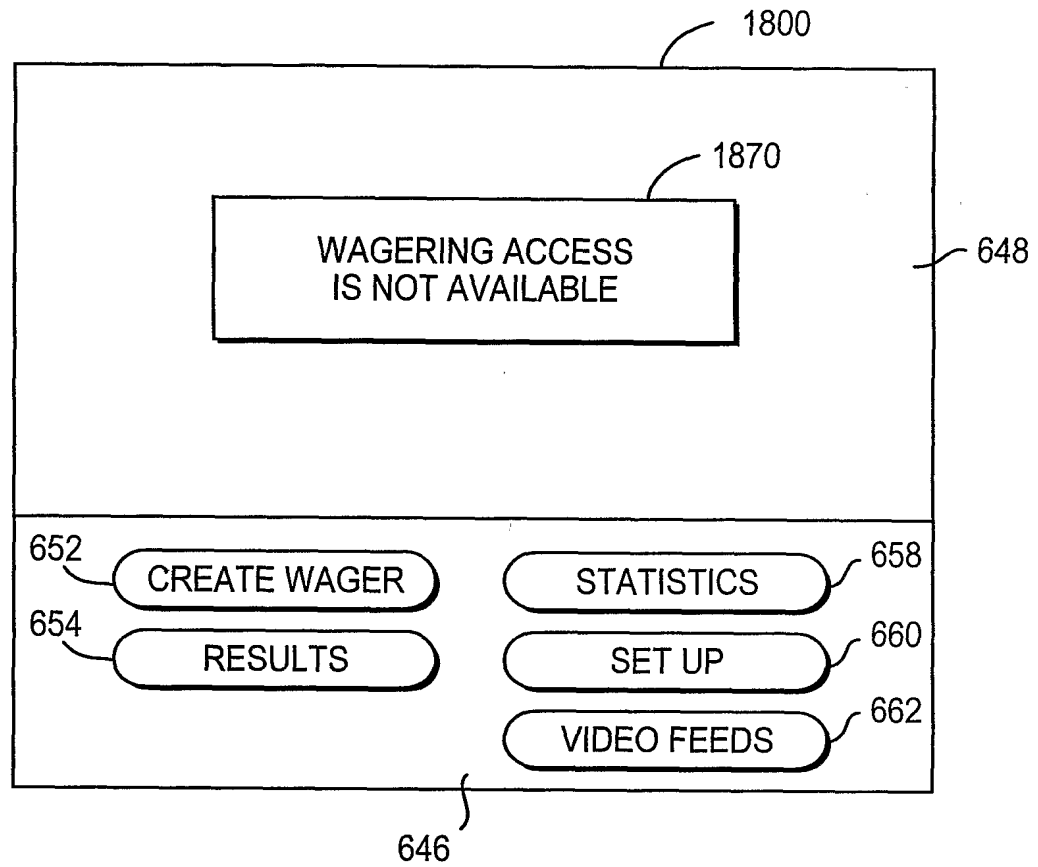 1800
1870
WAGERING ACCESS
IS NOT AVAILABLE
648
652
CREATE WAGER
STATISTICS
658
654
RESULTS
SET UP
660
VIDEO FEEDS
662
646